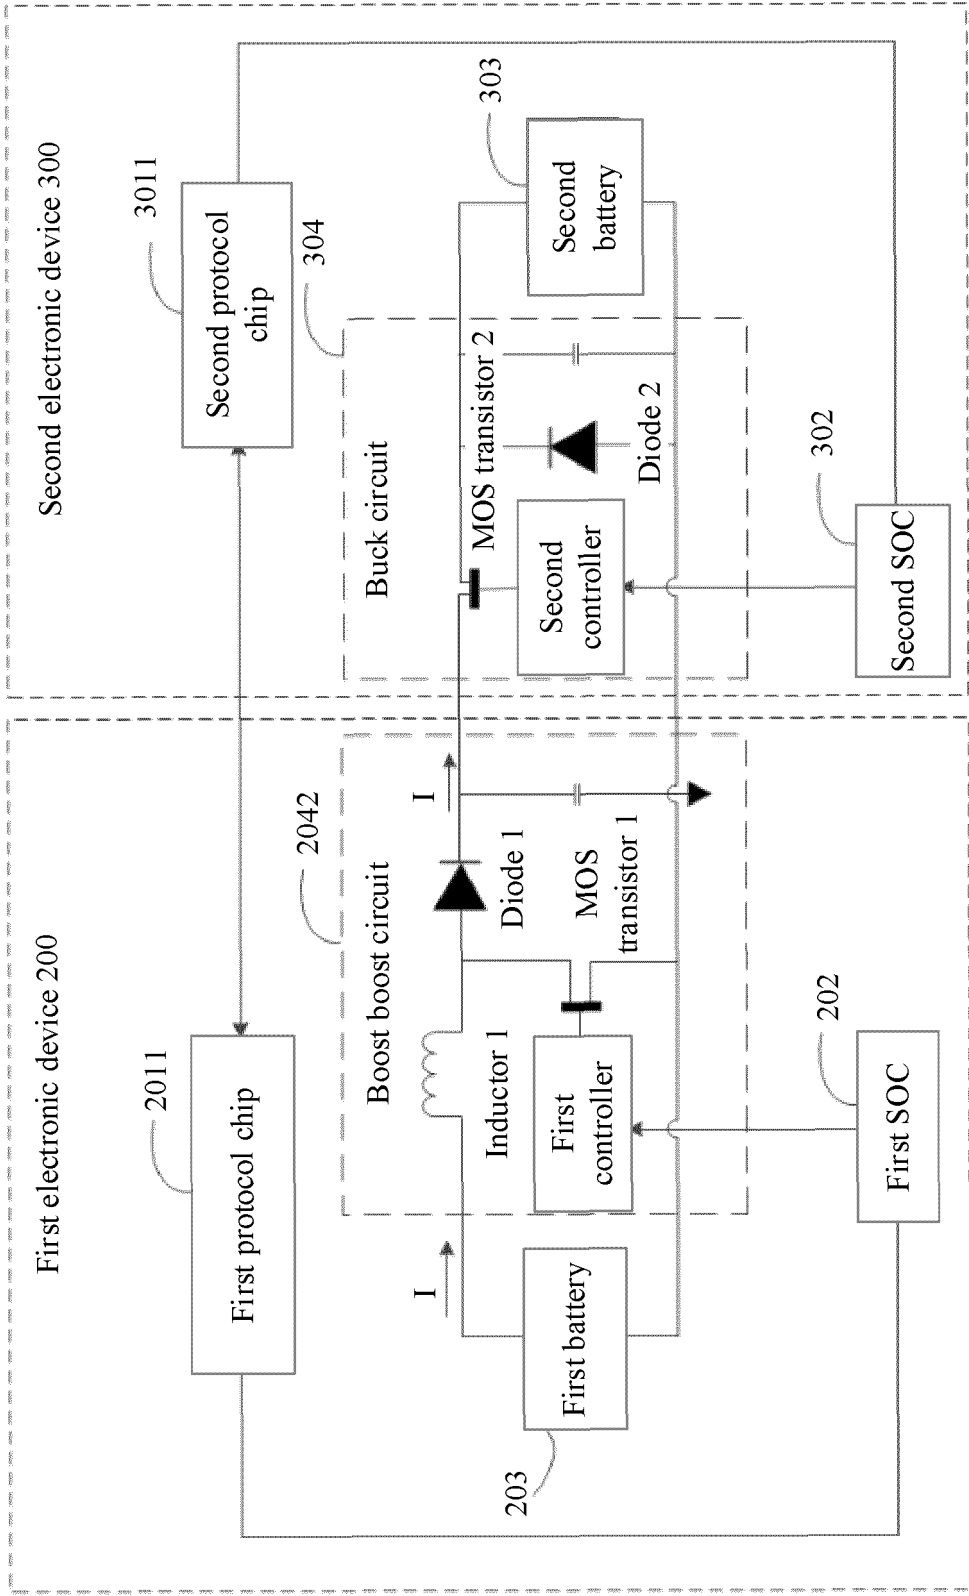 First electronic device 200
Second electronic device 300
2011
First protocol chip
3011
Second protocol
chip
2042
Boost boost circuit
304
Buck circuit
I
I
Inductor 1
Diode 1
MOS transistor 2
303
Second
battery
First
controller
MOS
transistor 1
Second
controller
Diode 2
203
First battery
202
First SOC
302
Second SOC